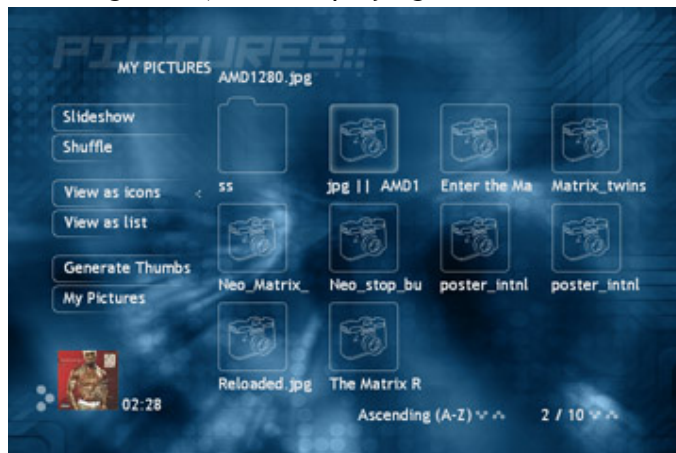 PICTURES::
MY PICTURES
AMD1280.jpg
Slideshow
Shuffle
View as icons
View as list
Generate Thumbs
My Pictures
ss
jpg || AMD1
Enter the Ma
Matrix_twins
Neo_Matrix_
Neo_stop_bu
poster_intnl
poster_intnl
Reloaded.jpg
The Matrix R
02:28
Ascending (A-Z)
2 / 10